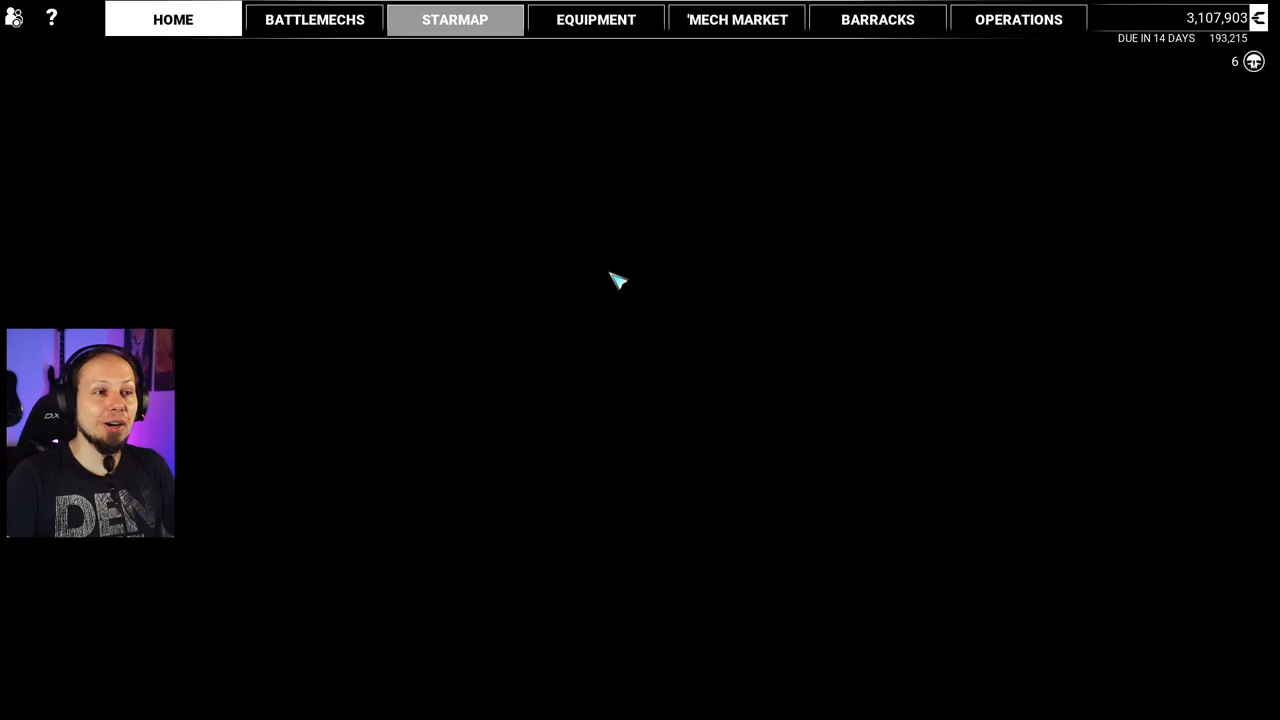 ? HOME BATTLEMECHS STARMAP EQUIPMENT 'MECH MARKET BARRACKS OPERATIONS 3,107,903
DUE IN 14 DAYS 193,215
6
DX
DEN